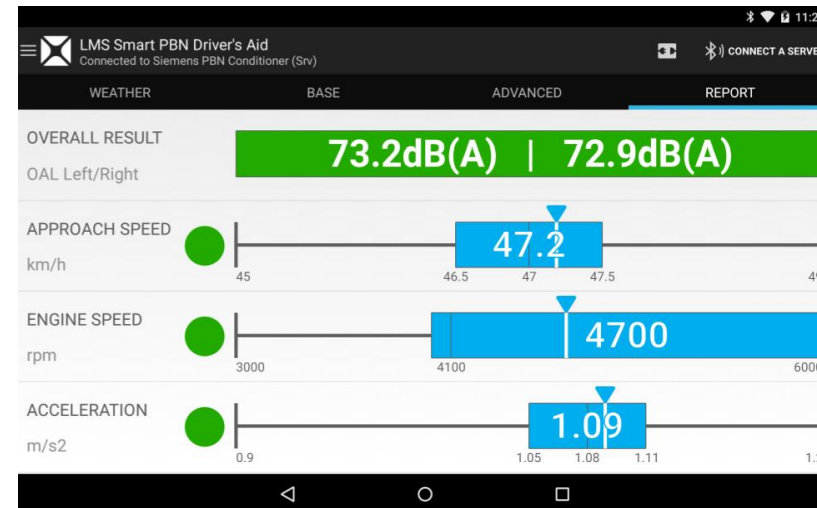 11:2
LMS Smart PBN Driver's Aid
Connected to Siemens PBN Conditioner (Srv)
CONNECT A SERVE
WEATHER BASE ADVANCED REPORT
OVERALL RESULT
OAL Left/Right
73.2dB(A) | 72.9dB(A)
APPROACH SPEED
km/h
47.2
45 46.5 47 47.5 4
ENGINE SPEED
rpm
4700
3000 4100 600
ACCELERATION
m/s2
1.09
0.9 1.05 1.08 1.11 1.